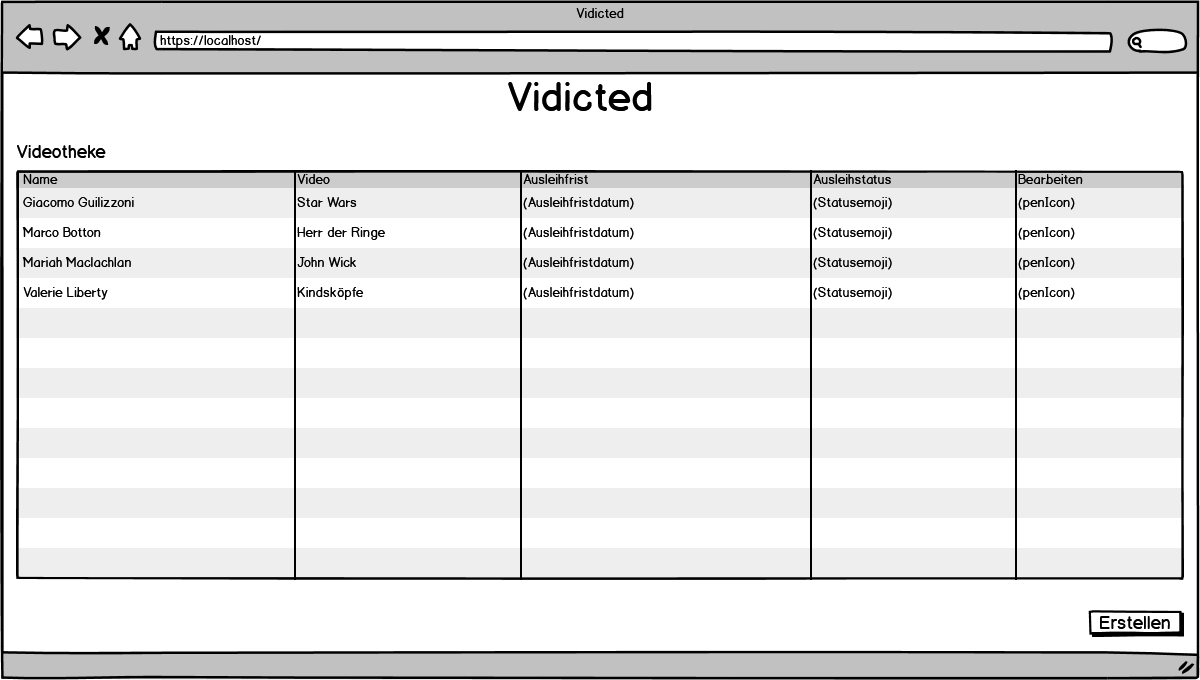 Vidicted
https://localhost/
Vidicted
Videotheke
Name Video Ausleihfrist Ausleihstatus Bearbeiten
Giacomo Guilizzoni Star Wars (Ausleihfristdatum) (Statusemoji) (penIcon)
Marco Botton Herr der Ringe (Ausleihfristdatum) (Statusemoji) (penIcon)
Mariah Maclachlan John Wick (Ausleihfristdatum) (Statusemoji) (penIcon)
Valerie Liberty Kindsköpfe (Ausleihfristdatum) (Statusemoji) (penIcon)
Erstellen